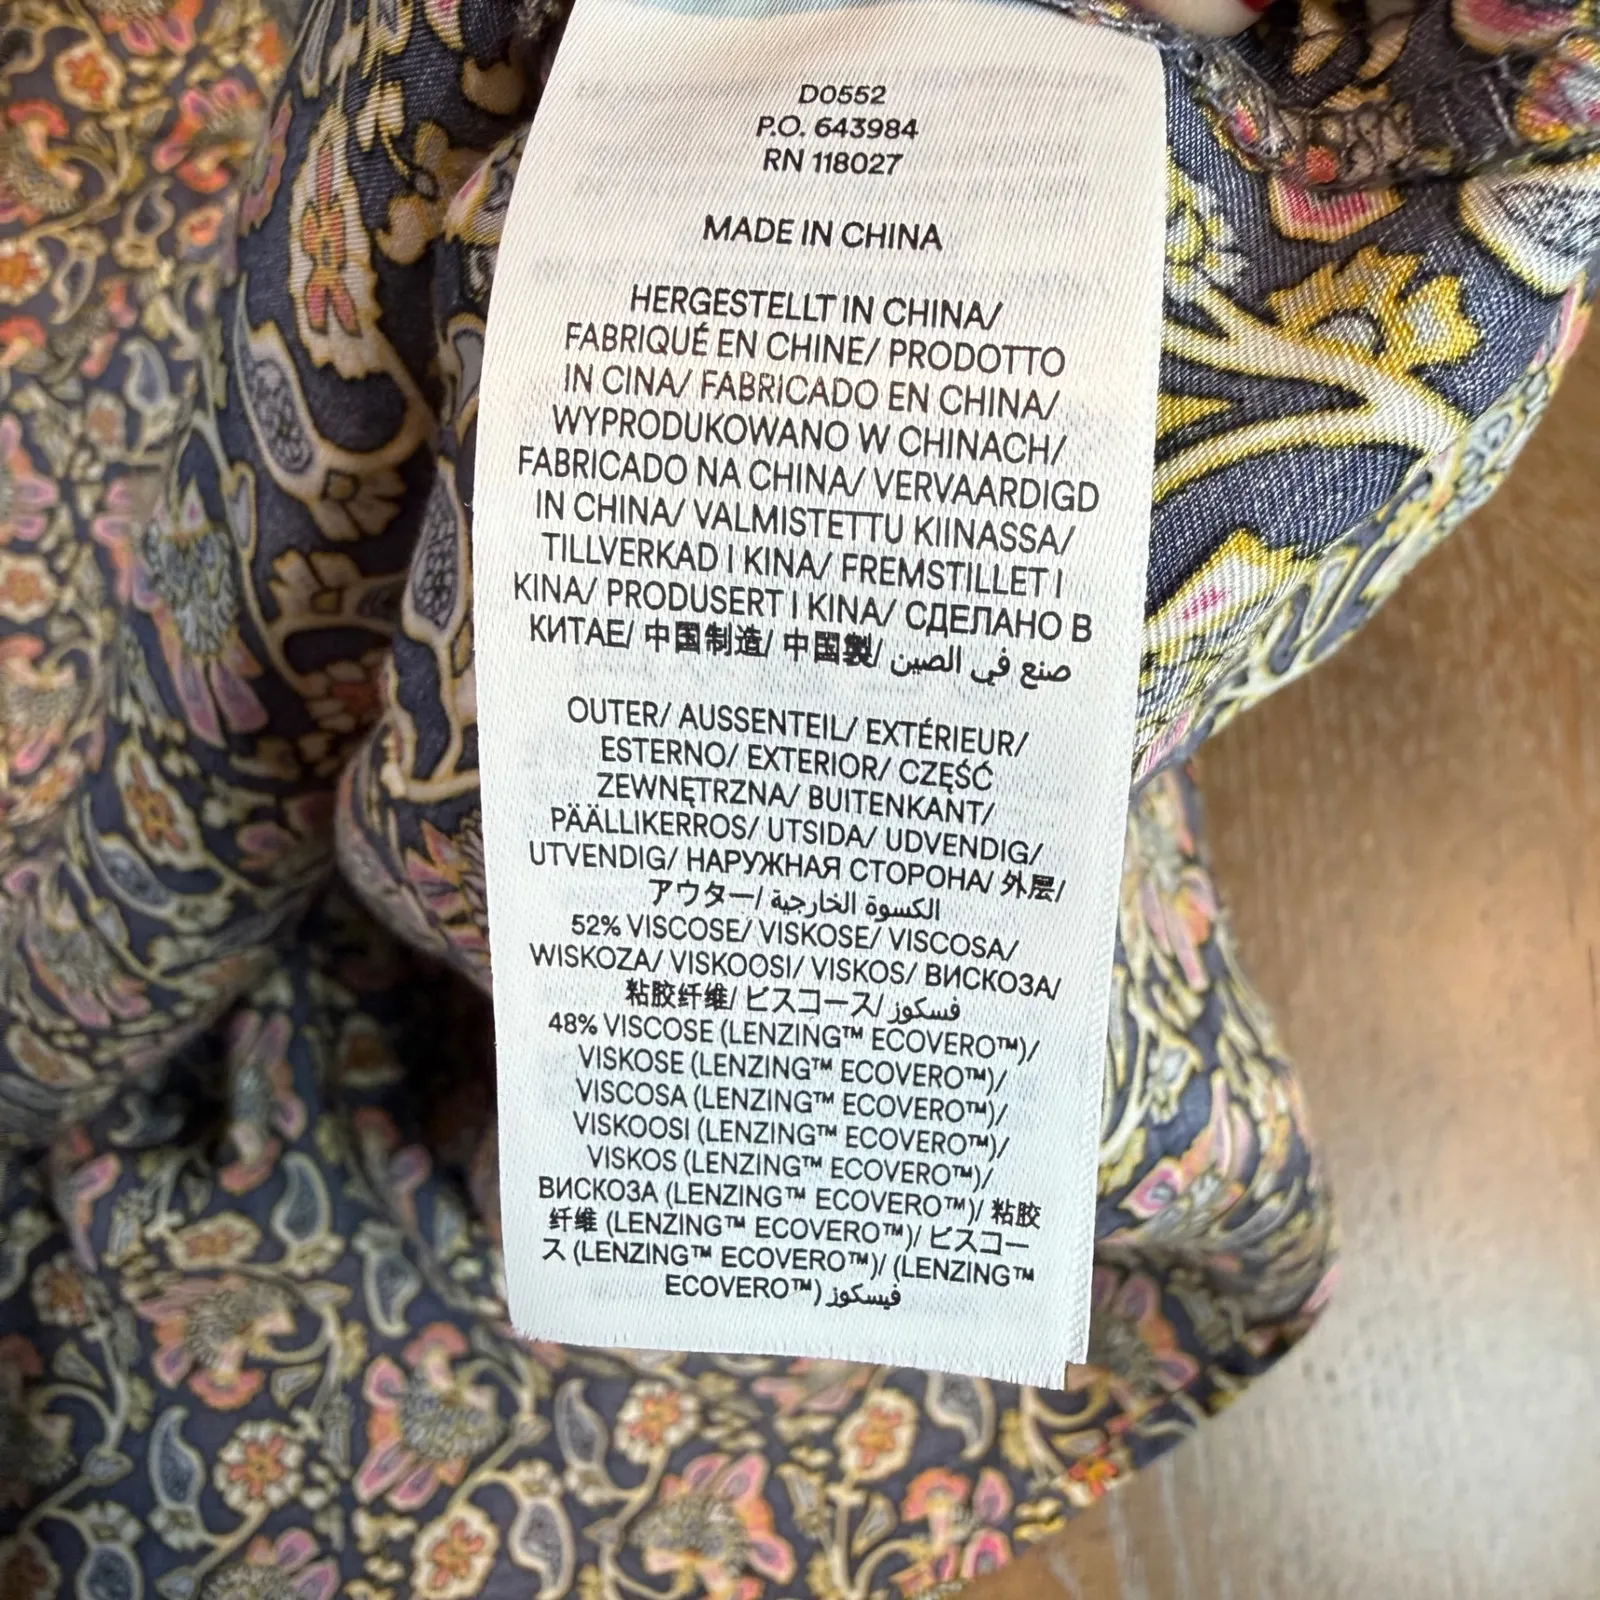 D0552
P.O. 643984
RN 118027
MADE IN CHINA
HERGESTELLT IN CHINA/
FABRIQUÉ EN CHINE/ PRODOTTO
IN CINA/ FABRICADO EN CHINA/
WYPRODUKOWANO W CHINACH/
FABRICADO NA CHINA/ VERVAARDIGD
IN CHINA/ VALMISTETTU KIINASSA/
TILLVERKAD I KINA/ FREMSTILLET I
KINA/ PRODUSERT I KINA/ СДЕЛАНО В
КИТАЕ/ 中国制造/ 中国製/ صنع في الصين
OUTER/ AUSSENTEIL/ EXTÉRIEUR/
ESTERNO/ EXTERIOR/ CZĘŚĆ
ZEWNĘTRZNA/ BUITENKANT/
PÄÄLLIKERROS/ UTSIDA/ UDVENDIG/
UTVENDIG/ НАРУЖНАЯ СТОРОНА/ 外层/
アウター/ الكسوة الخارجية
52% VISCOSE/ VISKOSE/ VISCOSA/
WISKOZA/ VISKOOSI/ VISKOS/ ВИСКОЗА/
粘胶纤维/ ビスコース/ فسكوز
48% VISCOSE (LENZING™ ECOVERO™)/
VISKOSE (LENZING™ ECOVERO™)/
VISCOSA (LENZING™ ECOVERO™)/
VISKOOSI (LENZING™ ECOVERO™)/
VISKOS (LENZING™ ECOVERO™)/
ВИСКОЗА (LENZING™ ECOVERO™)/ 粘胶
纤维 (LENZING™ ECOVERO™)/ ビスコー
ス (LENZING™ ECOVERO™)/ (LENZING™
ECOVERO™) فيسكوز